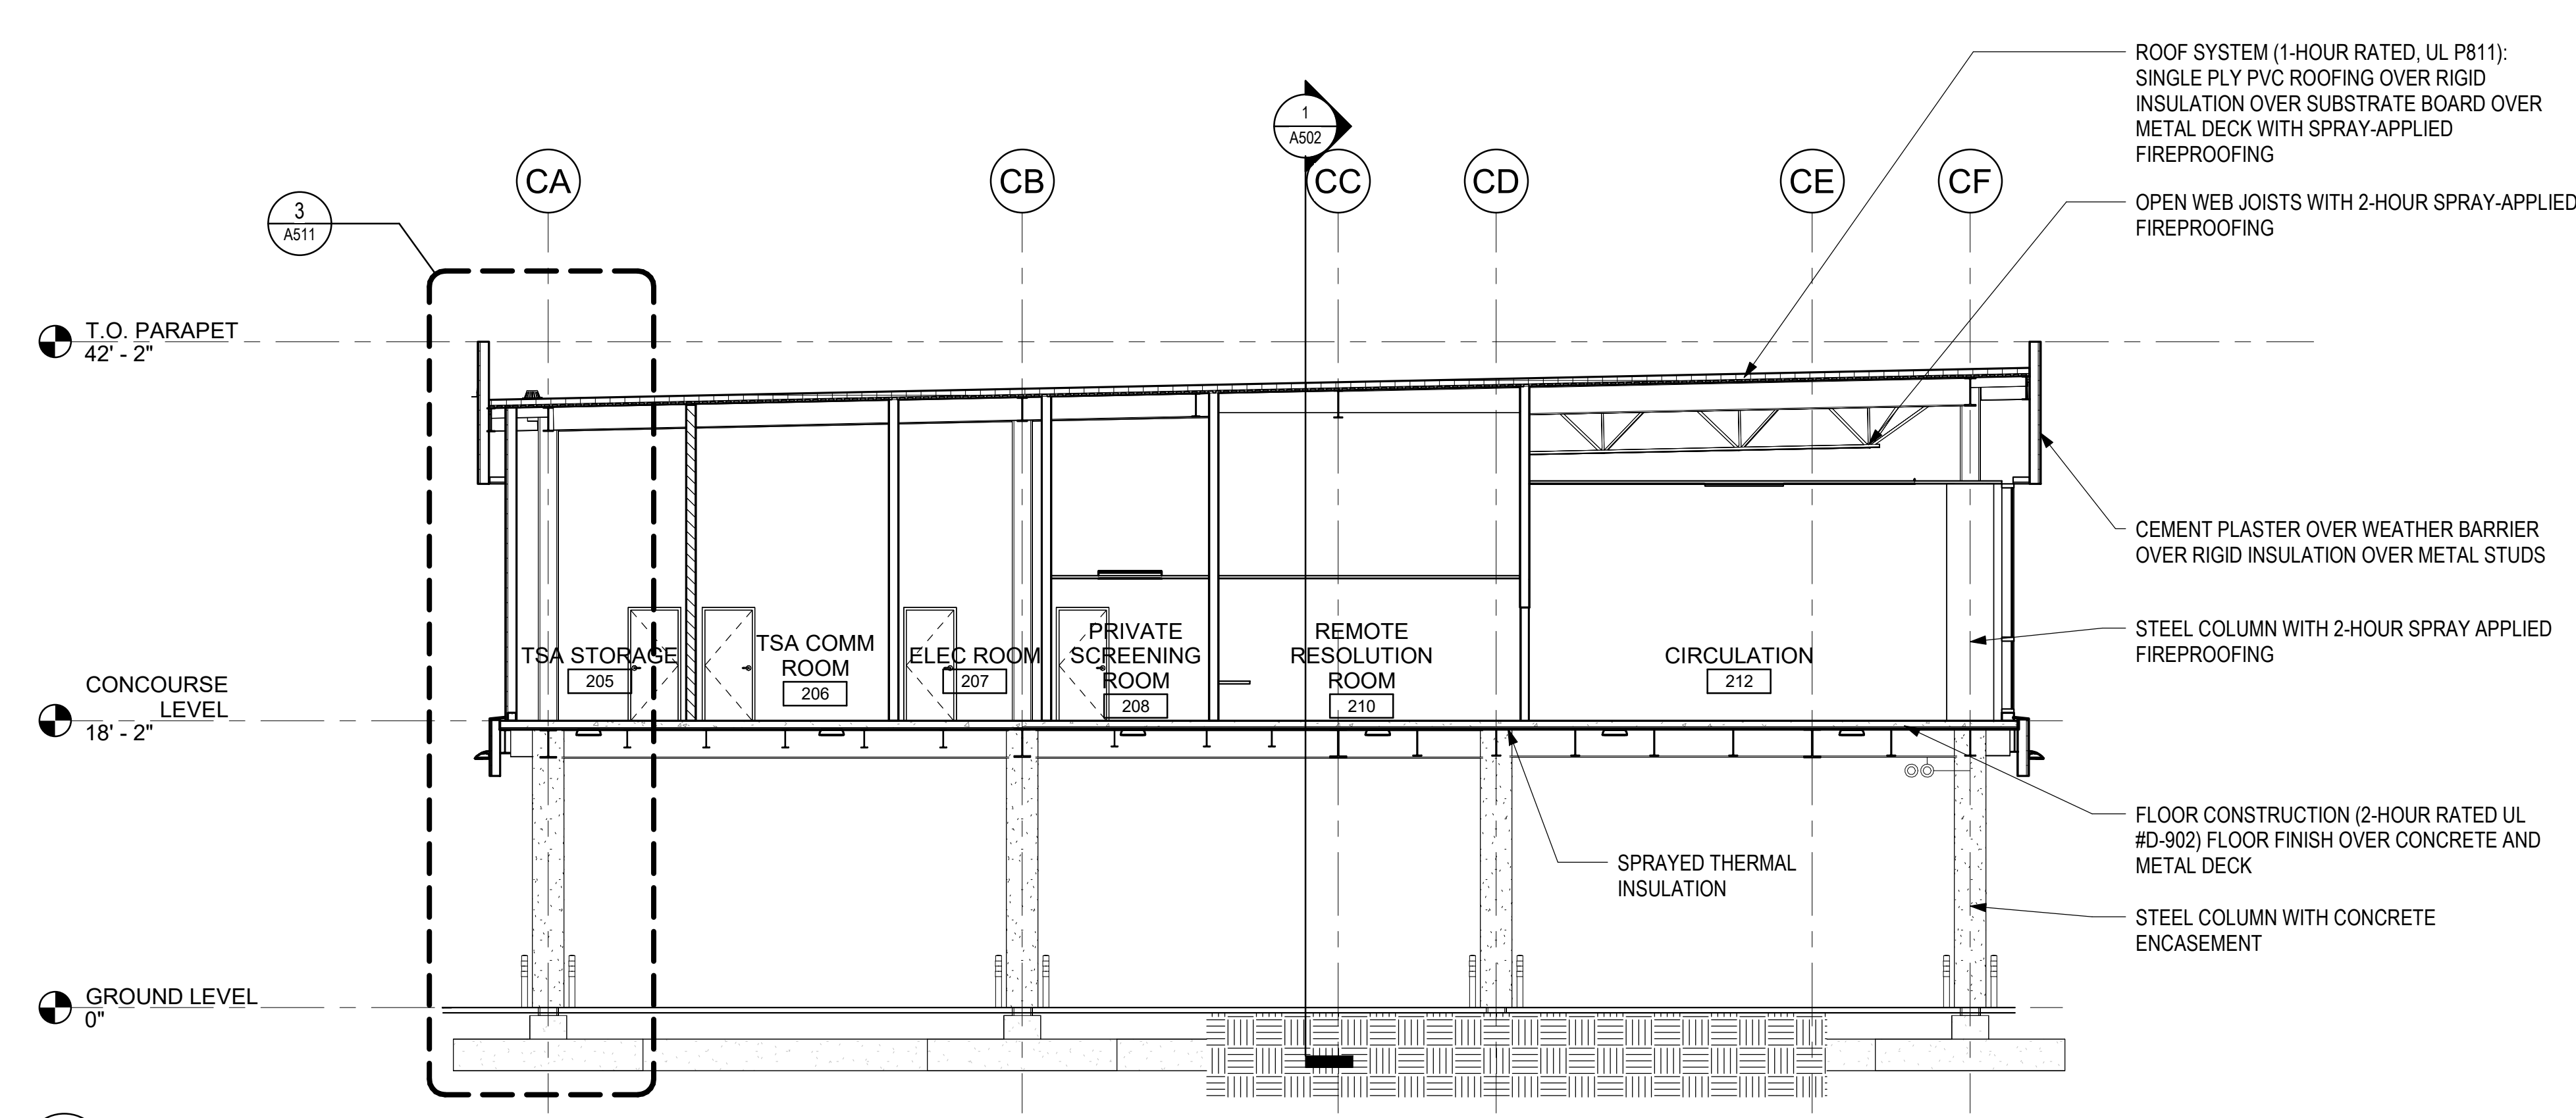 ROOF SYSTEM (1-HOUR RATED, UL P811):
SINGLE PLY PVC ROOFING OVER RIGID
INSULATION OVER SUBSTRATE BOARD OVER
METAL DECK WITH SPRAY-APPLIED
FIREPROOFING
1
A502
CA
CB
CC
CD
CE
CF
3
A511
OPEN WEB JOISTS WITH 2-HOUR SPRAY-APPLIED
FIREPROOFING
T.O. PARAPET
42' - 2"
CEMENT PLASTER OVER WEATHER BARRIER
OVER RIGID INSULATION OVER METAL STUDS
STEEL COLUMN WITH 2-HOUR SPRAY APPLIED
FIREPROOFING
TSA STORAGE
205
TSA COMM
ROOM
206
ELEC ROOM
207
PRIVATE
SCREENING
ROOM
208
REMOTE
RESOLUTION
ROOM
210
CIRCULATION
212
CONCOURSE
LEVEL
18' - 2"
FLOOR CONSTRUCTION (2-HOUR RATED UL
#D-902) FLOOR FINISH OVER CONCRETE AND
METAL DECK
SPRAYED THERMAL
INSULATION
STEEL COLUMN WITH CONCRETE
ENCASEMENT
GROUND LEVEL
0"